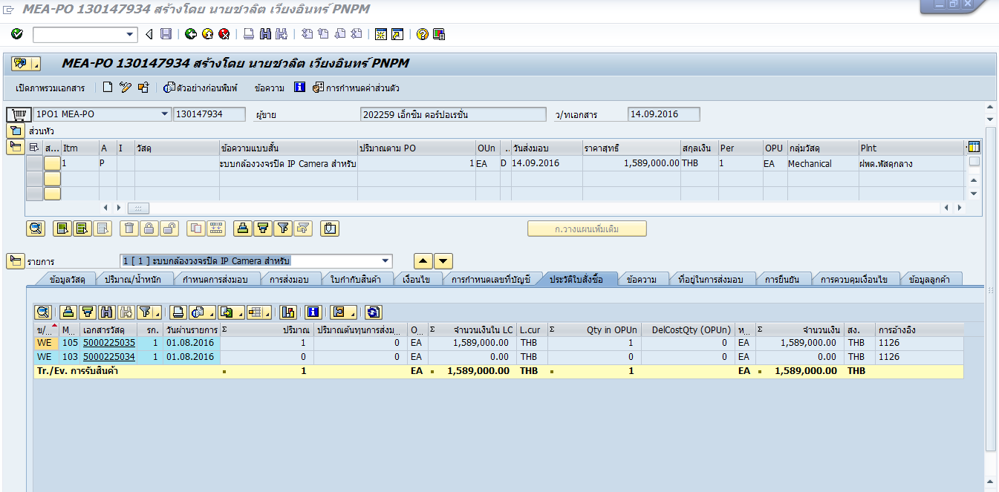 MEA-PO 130147934 สร้างโดย นายชวลิต เวียงอินทร์ PNPM
MEA-PO 130147934 สร้างโดย นายชวลิต เวียงอินทร์ PNPM
เปิดภาพรวมเอกสาร ตัวอย่างก่อนพิมพ์ ข้อความ การกำหนดค่าส่วนตัว
1PO1 MEA-PO 130147934 ผู้ขาย 202259 เอ็กซิม คอร์ปอเรชั่น ว/ทเอกสาร 14.09.2016
ส่วนหัว
ส... Itm A I วัสดุ ข้อความแบบสั้น ปริมาณตาม PO OUn .. วันส่งมอบ ราคาสุทธิ สกุลเงิน Per OPU กลุ่มวัสดุ Plnt
1 P ระบบกล้องวงจรปิด IP Camera สำหรับ 1 EA D 14.09.2016 1,589,000.00 THB 1 EA Mechanical ฝพด.พัสดุกลาง
ก.วางแผนเพิ่มเติม
รายการ 1 [ 1 ] ระบบกล้องวงจรปิด IP Camera สำหรับ
ข้อมูลวัสดุ ปริมาณ/น้ำหนัก กำหนดการส่งมอบ การส่งมอบ ใบกำกับสินค้า เงื่อนไข การกำหนดเลขที่บัญชี ประวัติใบสั่งซื้อ ข้อความ ที่อยู่ในการส่งมอบ การยืนยัน การควบคุมเงื่อนไข ข้อมูลลูกค้า
ข/... M... เอกสารวัสดุ รก. วันผ่านรายการ Σ ปริมาณ ปริมาณต้นทุนการส่งม... O... Σ จำนวนเงินใน LC L.cur Σ Qty in OPUn DelCostQty (OPUn) ห... Σ จำนวนเงิน สง. การอ้างอิง
WE 105 5000225035 1 01.08.2016 1 0 EA 1,589,000.00 THB 1 0 EA 1,589,000.00 THB 1126
WE 103 5000225034 1 01.08.2016 0 0 EA 0.00 THB 0 0 EA 0.00 THB 1126
Tr./Ev. การรับสินค้า 1 EA 1,589,000.00 THB 1 EA 1,589,000.00 THB